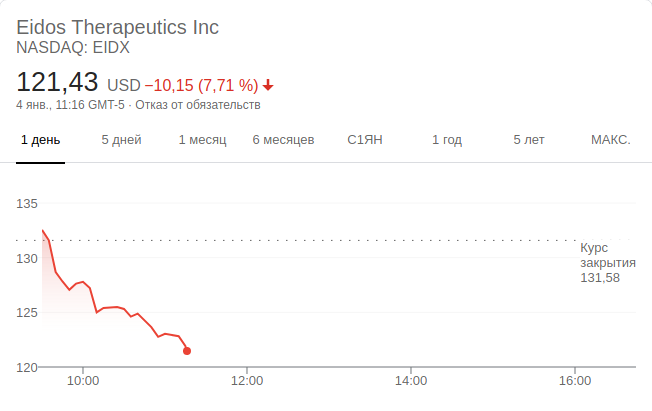 Eidos Therapeutics Inc
NASDAQ: EIDX
121,43 USD −10,15 (7,71 %)
4 янв., 11:16 GMT-5 · Отказ от обязательств
1 день 5 дней 1 месяц 6 месяцев С1ЯН 1 год 5 лет МАКС.
135
130
125
120
Курс
закрытия
131,58
10:00 12:00 14:00 16:00